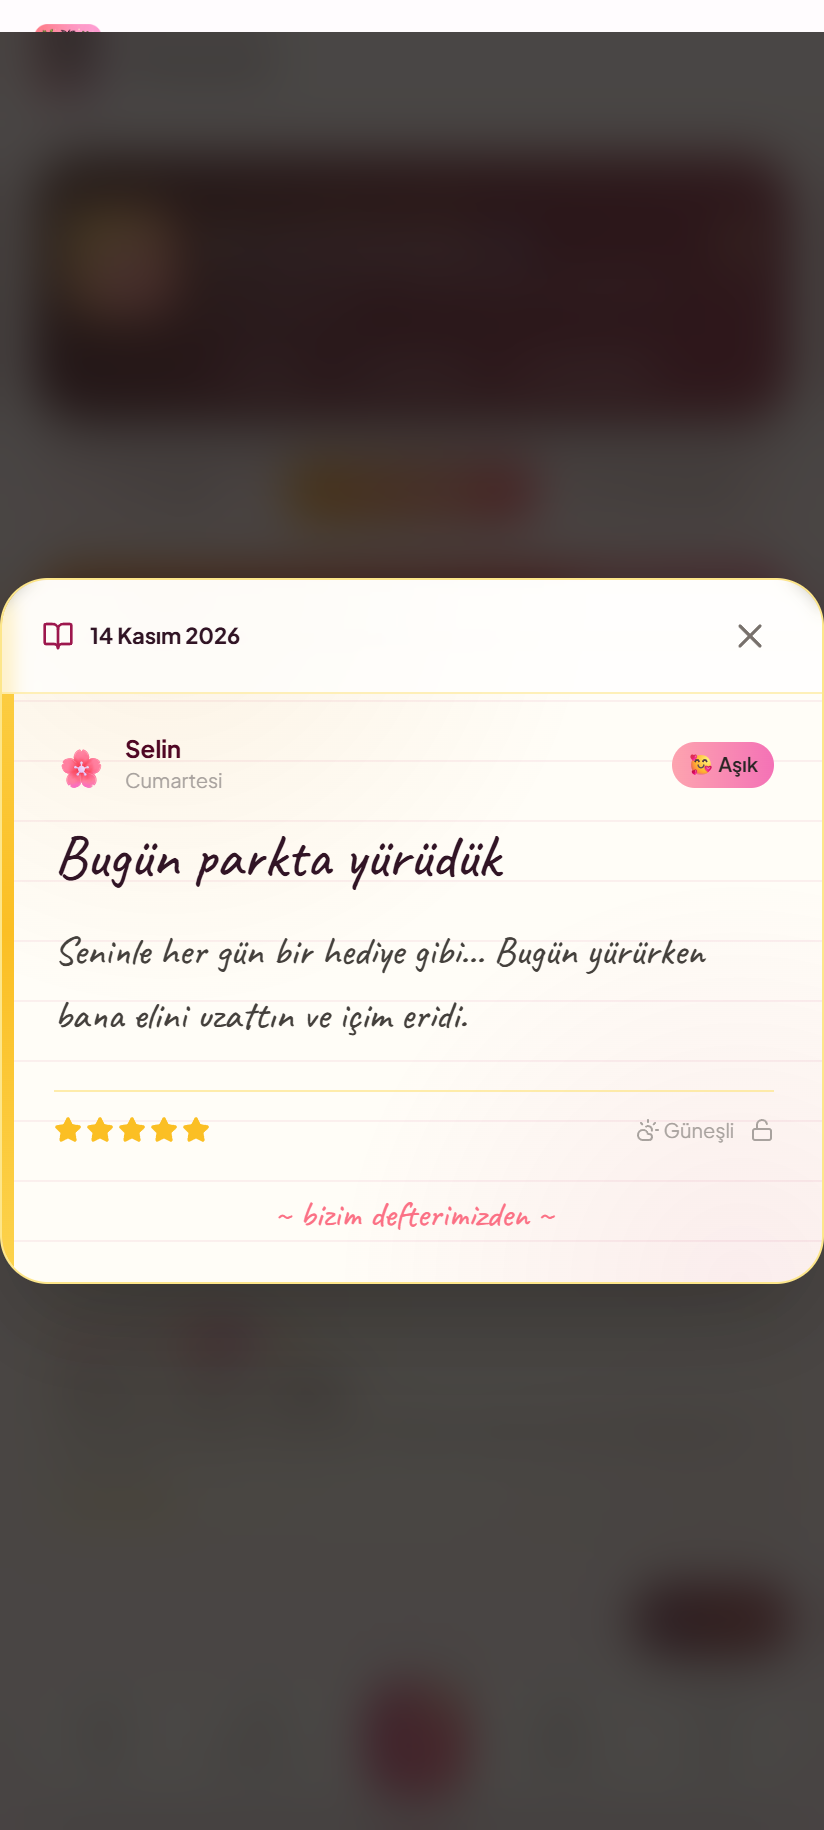 14 Kasım 2026
Selin
Cumartesi
🥰 Aşık
Bugün parkta yürüdük
Seninle her gün bir hediye gibi... Bugün yürürken
bana elini uzattın ve içim eridi.
Güneşli
~ bizim defterimizden ~